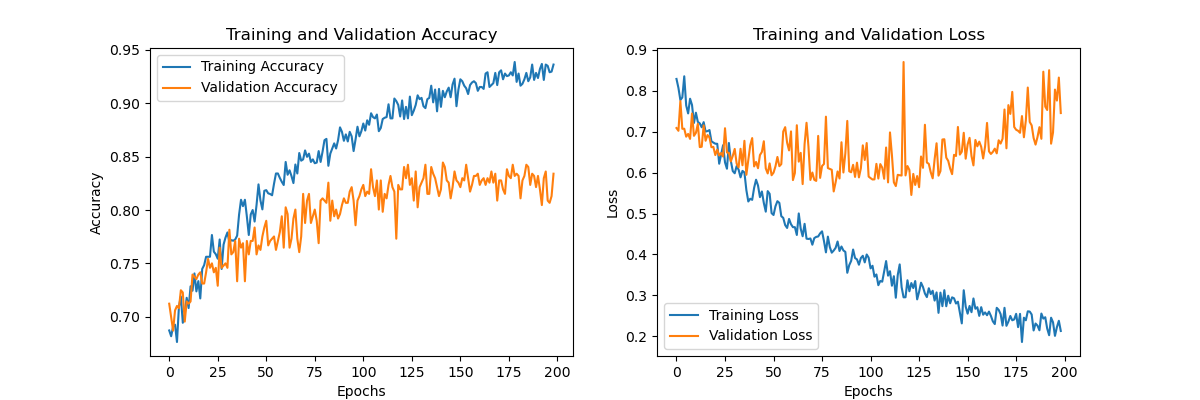 Training and Validation Accuracy
0.95
0.90
0.85
0.80
0.75
0.70
Accuracy
Training Accuracy
Validation Accuracy
0 25 50 75 100 125 150 175 200
Epochs
Training and Validation Loss
0.9
0.8
0.7
0.6
0.5
0.4
0.3
0.2
Loss
Training Loss
Validation Loss
0 25 50 75 100 125 150 175 200
Epochs